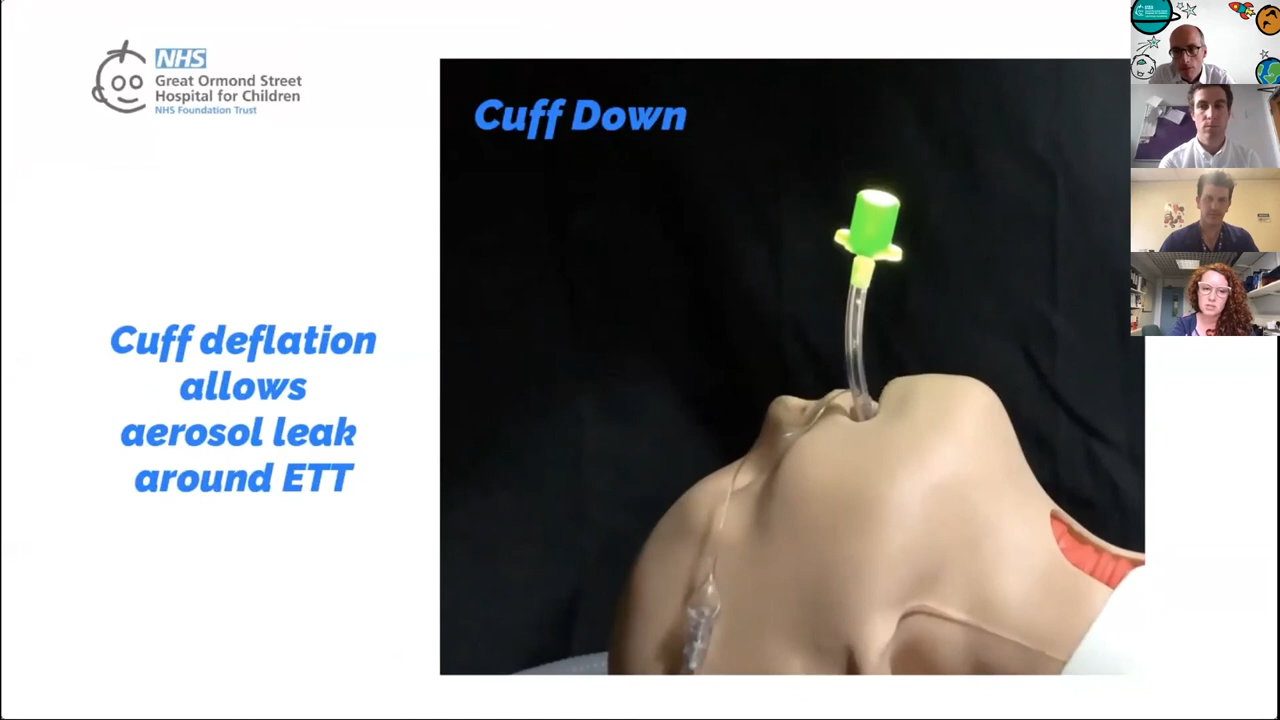 NHS
Great Ormond Street
Hospital for Children
NHS Foundation Trust
Cuff Down
Cuff deflation
allows
aerosol leak
around ETT
NHS